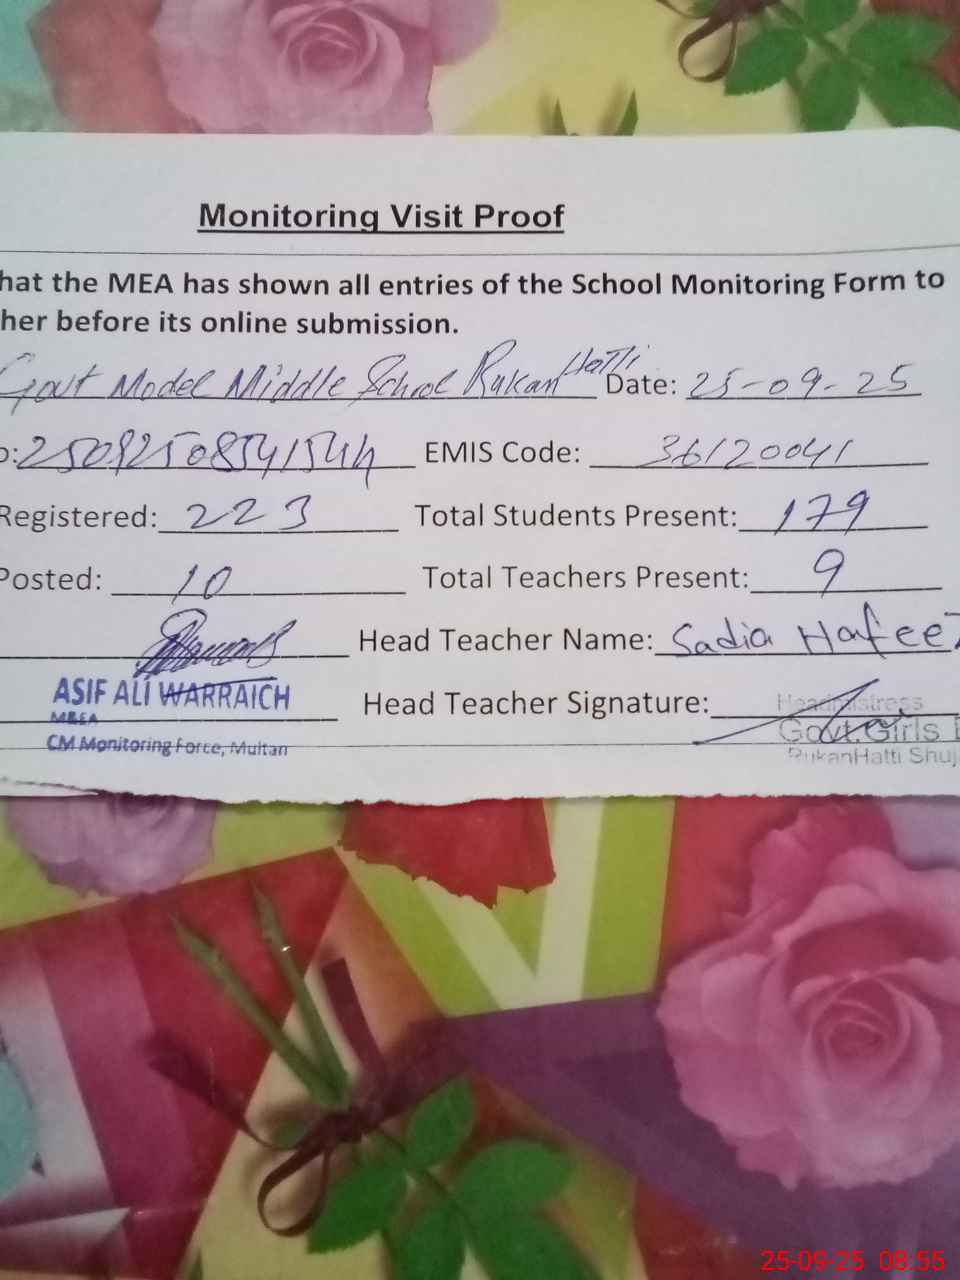 Monitoring Visit Proof
hat the MEA has shown all entries of the School Monitoring Form to
her before its online submission.
Govt Model Middle School Rukan Hatti Date: 25-09-25
EMIS Code: 36120041
Registered: 223 Total Students Present: 179
Posted: 10 Total Teachers Present: 9
Head Teacher Name: Sadia Hafeez
ASIF ALI WARRAICH Head Teacher Signature: Headmistress
M&EA Govt. Girls
CM Monitoring Force, Multan RukanHatti Shuj
25-09-25 08:55